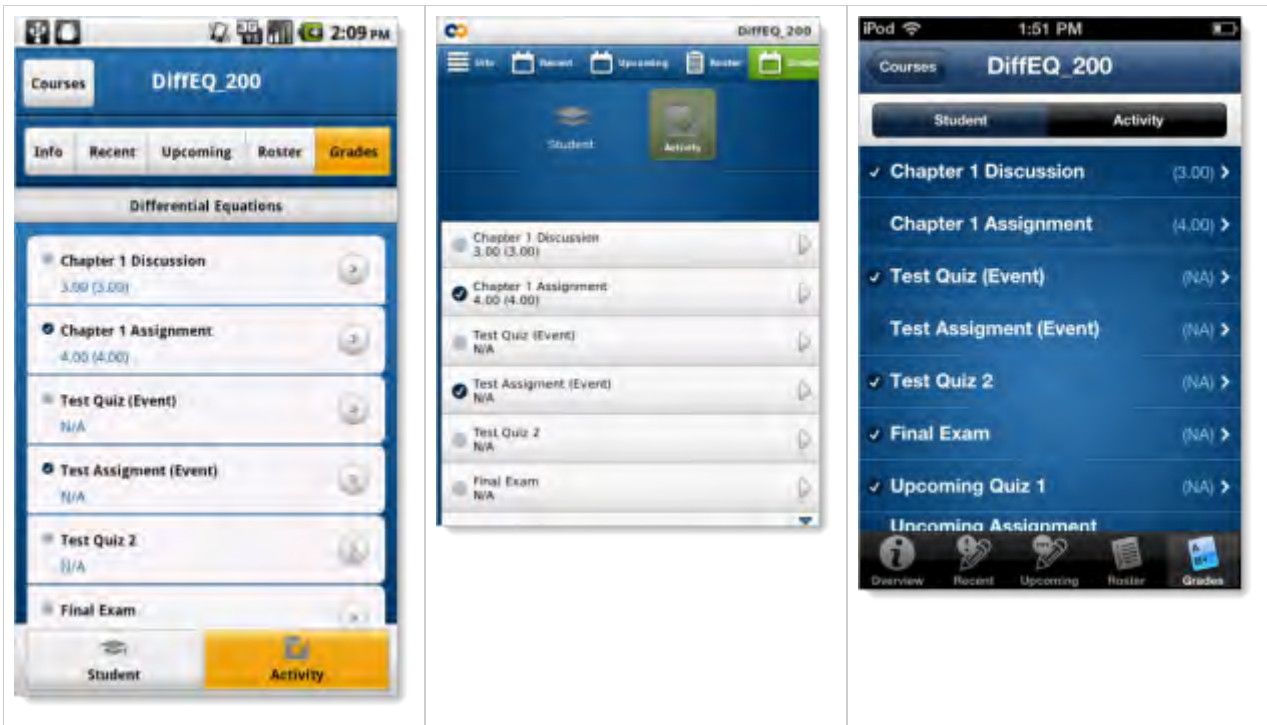 2:09 PM
Courses
DiffEQ_200
Info Recent Upcoming Roster Grades
Differential Equations
Chapter 1 Discussion
3.00 (3.00)
Chapter 1 Assignment
4.00 (4.00)
Test Quiz (Event)
N/A
Test Assigment (Event)
N/A
Test Quiz 2
N/A
Final Exam
Student Activity
DiffEQ_200
Info Recent Upcoming Roster Grades
Student Activity
Chapter 1 Discussion
3.00 (3.00)
Chapter 1 Assignment
4.00 (4.00)
Test Quiz (Event)
N/A
Test Assigment (Event)
N/A
Test Quiz 2
N/A
Final Exam
N/A
iPod 1:51 PM
Courses DiffEQ_200
Student Activity
Chapter 1 Discussion (3.00)
Chapter 1 Assignment (4.00)
Test Quiz (Event) (NA)
Test Assigment (Event) (NA)
Test Quiz 2 (NA)
Final Exam (NA)
Upcoming Quiz 1 (NA)
Upcoming Assignment
Overview Recent Upcoming Roster Grades